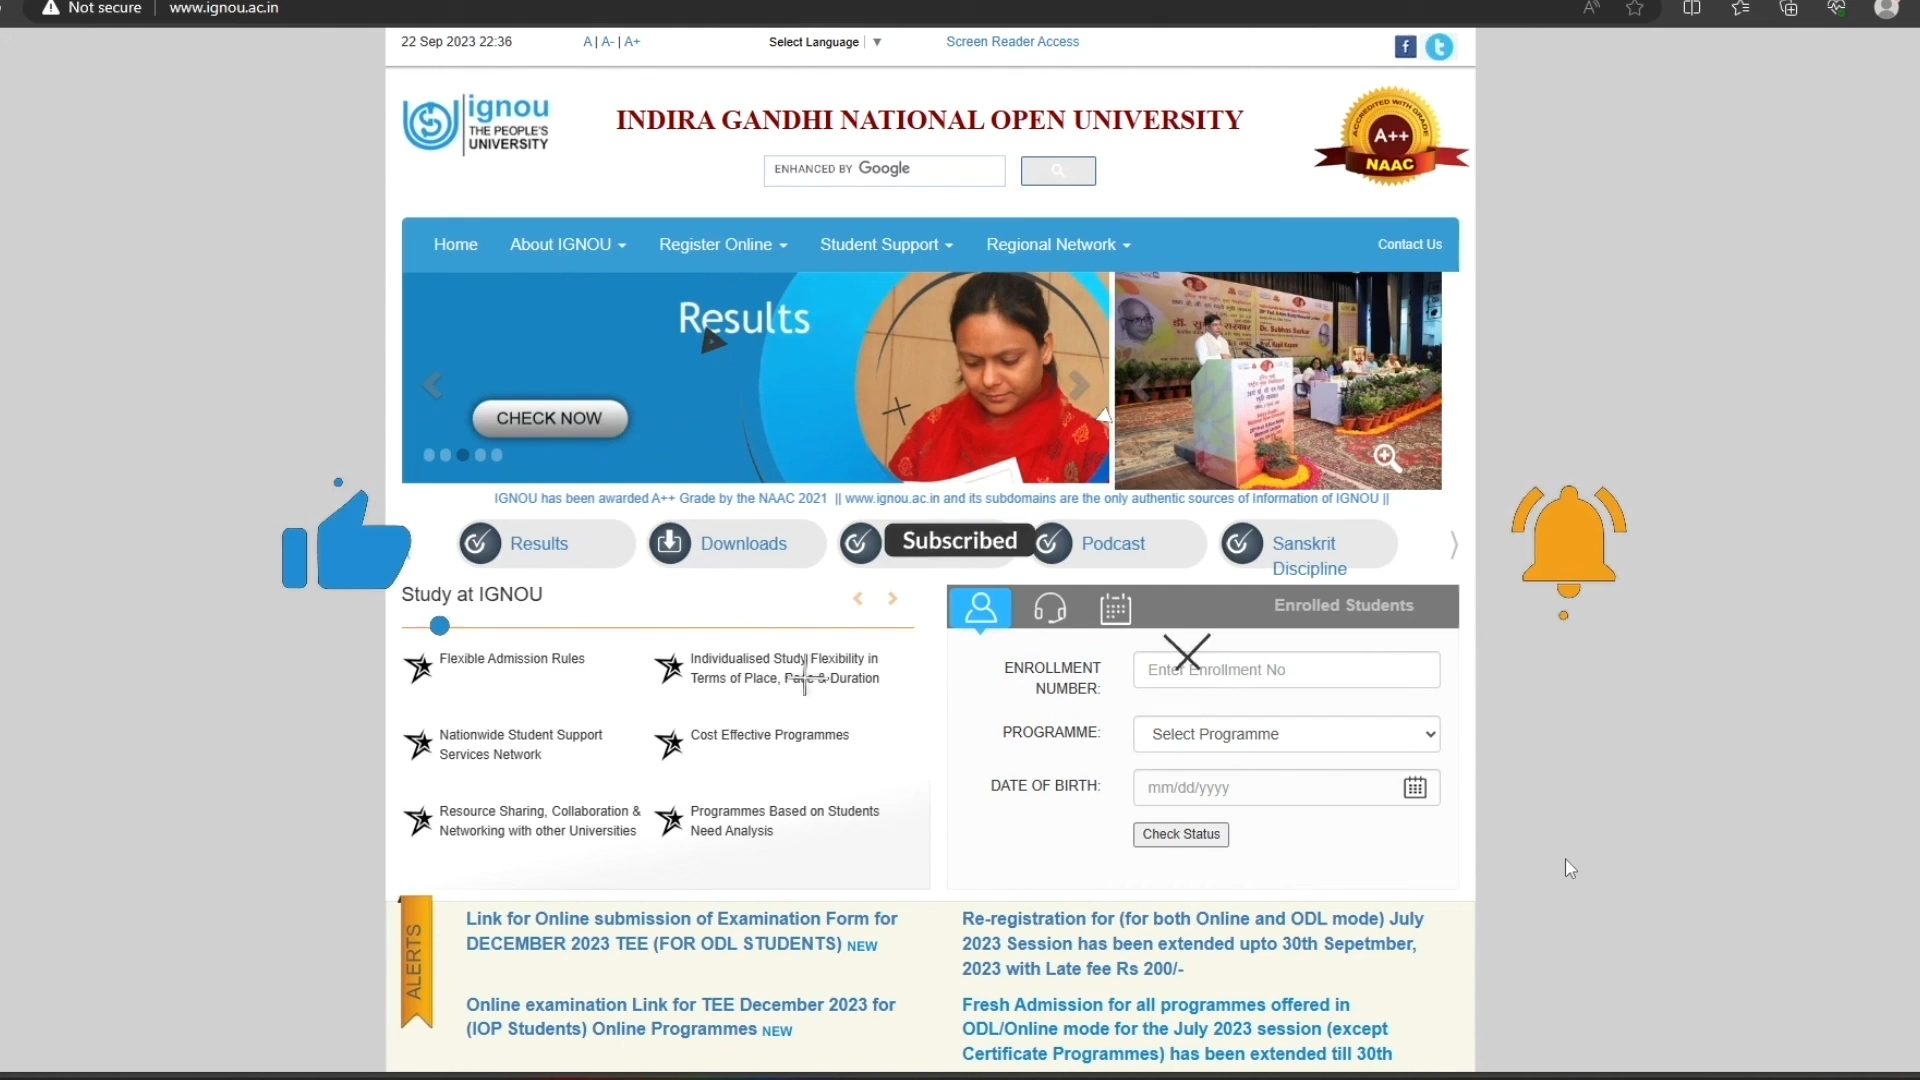 Not secure
www.ignou.ac.in
22 Sep 2023 22:36
A | A- | A+
Select Language ▼
Screen Reader Access
ignou
THE PEOPLE'S
UNIVERSITY
INDIRA GANDHI NATIONAL OPEN UNIVERSITY
ACCREDITED WITH GRADE
A++
NAAC
ENHANCED BY Google
Home
About IGNOU
Register Online
Student Support
Regional Network
Contact Us
Results
CHECK NOW
IGNOU has been awarded A++ Grade by the NAAC 2021 || www.ignou.ac.in and its subdomains are the only authentic sources of Information of IGNOU ||
Results
Downloads
Subscribed
Podcast
Sanskrit
Discipline
Study at IGNOU
Enrolled Students
Flexible Admission Rules
Individualised Study Flexibility in
Terms of Place, Pace & Duration
Nationwide Student Support
Services Network
Cost Effective Programmes
Resource Sharing, Collaboration &
Networking with other Universities
Programmes Based on Students
Need Analysis
ENROLLMENT
NUMBER:
Enter Enrollment No
PROGRAMME:
Select Programme
DATE OF BIRTH:
mm/dd/yyyy
Check Status
ALERTS
Link for Online submission of Examination Form for
DECEMBER 2023 TEE (FOR ODL STUDENTS) NEW
Online examination Link for TEE December 2023 for
(IOP Students) Online Programmes NEW
Re-registration for (for both Online and ODL mode) July
2023 Session has been extended upto 30th Sepetmber,
2023 with Late fee Rs 200/-
Fresh Admission for all programmes offered in
ODL/Online mode for the July 2023 session (except
Certificate Programmes) has been extended till 30th